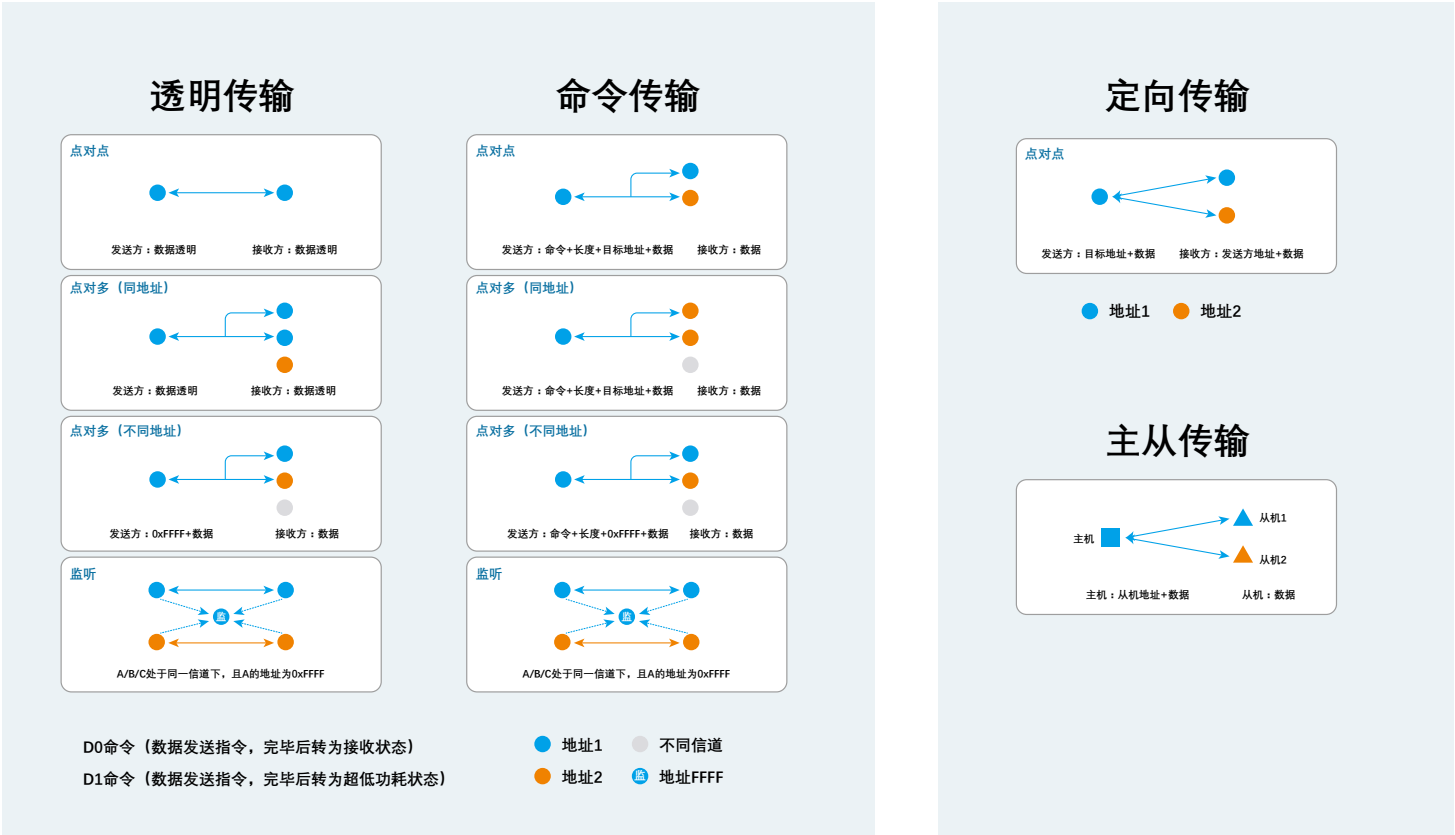 透明传输
点对点
发送方：数据透明
接收方：数据透明
点对多（同地址）
发送方：数据透明
接收方：数据透明
点对多（不同地址）
发送方：0xFFFF+数据
接收方：数据
监听
监
A/B/C处于同一信道下，且A的地址为0xFFFF
命令传输
点对点
发送方：命令+长度+目标地址+数据
接收方：数据
点对多（同地址）
发送方：命令+长度+目标地址+数据
接收方：数据
点对多（不同地址）
发送方：命令+长度+0xFFFF+数据
接收方：数据
监听
监
A/B/C处于同一信道下，且A的地址为0xFFFF
D0命令（数据发送指令，完毕后转为接收状态）
D1命令（数据发送指令，完毕后转为超低功耗状态）
地址1
不同信道
地址2
监
地址FFFF
定向传输
点对点
发送方：目标地址+数据
接收方：发送方地址+数据
地址1
地址2
主从传输
主机
从机1
从机2
主机：从机地址+数据
从机：数据